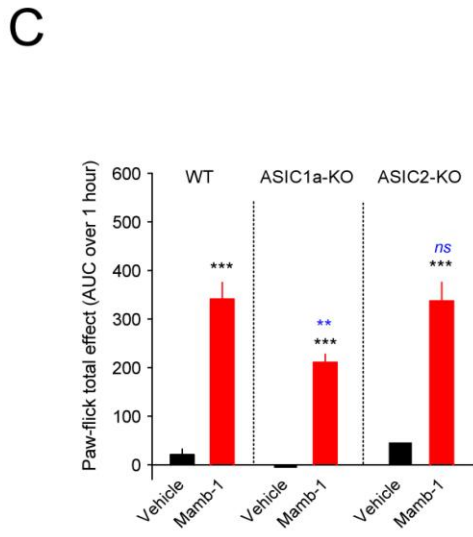 C
Paw-flick total effect (AUC over 1 hour)
600
500
400
300
200
100
0
WT
ASIC1a-KO
ASIC2-KO
***
**
***
ns
***
Vehicle
Mamb-1
Vehicle
Mamb-1
Vehicle
Mamb-1